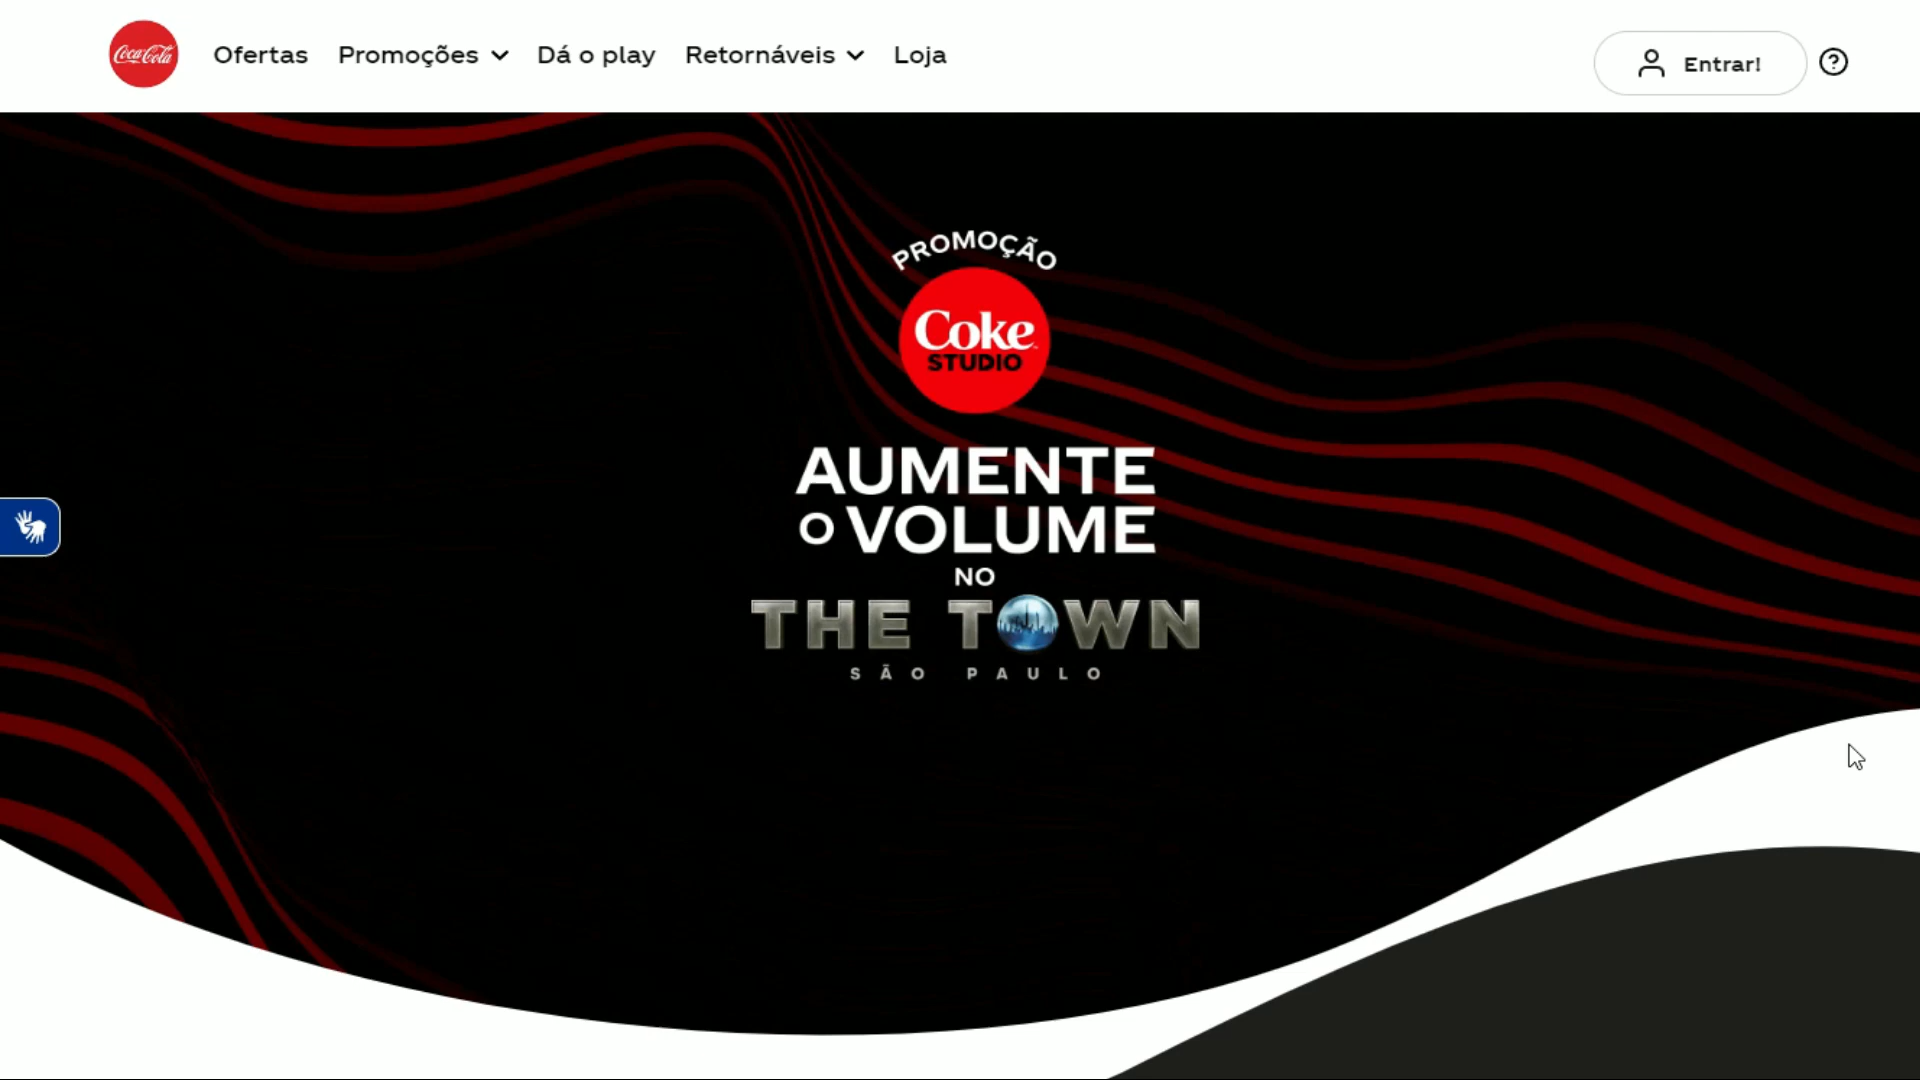 Coca-Cola
Ofertas
Promoções
Dá o play
Retornáveis
Loja
Entrar!
?
PROMOÇÃO
Coke
STUDIO
AUMENTE
O VOLUME
NO
THE TOWN
SÃO PAULO